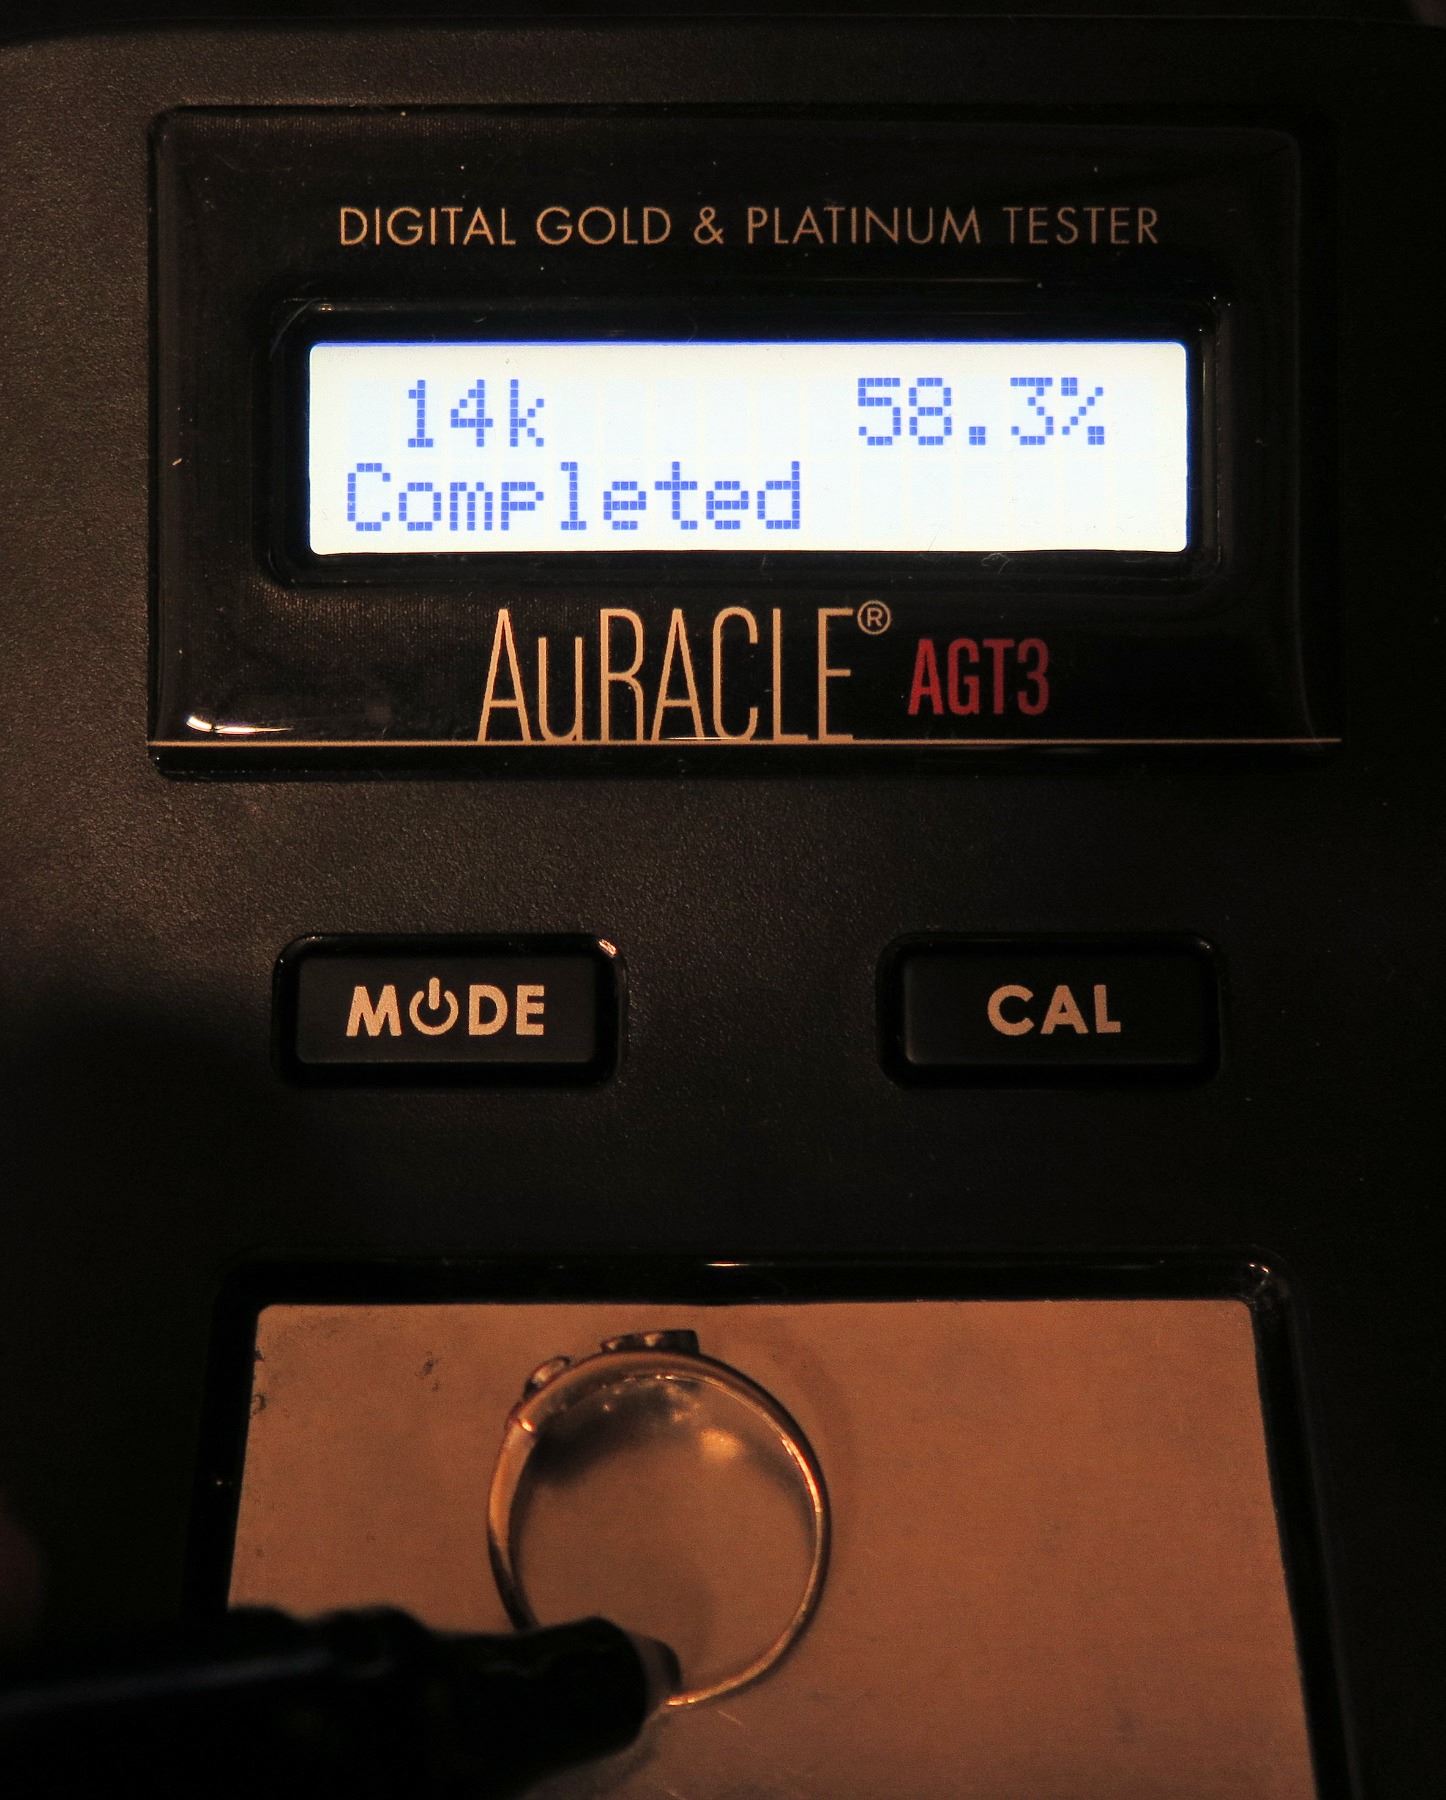 DIGITAL GOLD & PLATINUM TESTER
14k 58.3%
Completed
AuRACLE® AGT3
MODE CAL